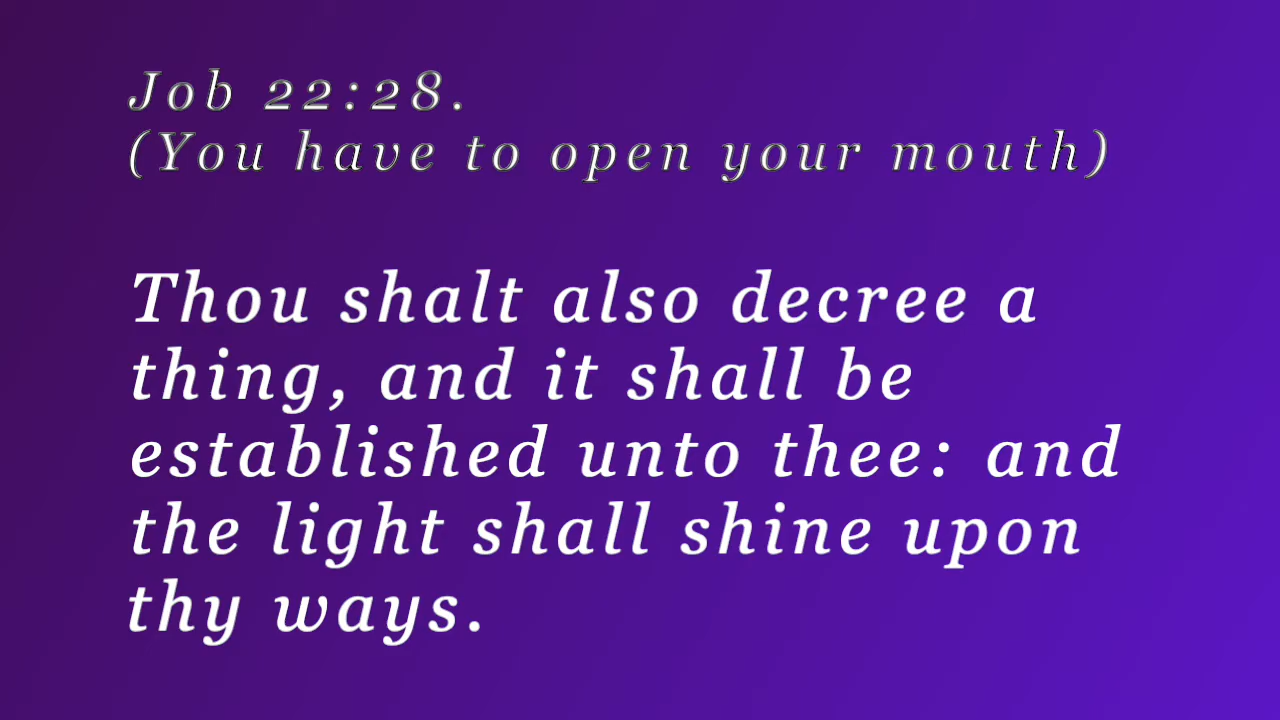 Job 22:28.
(You have to open your mouth)
Thou shalt also decree a
thing, and it shall be
established unto thee: and
the light shall shine upon
thy ways.